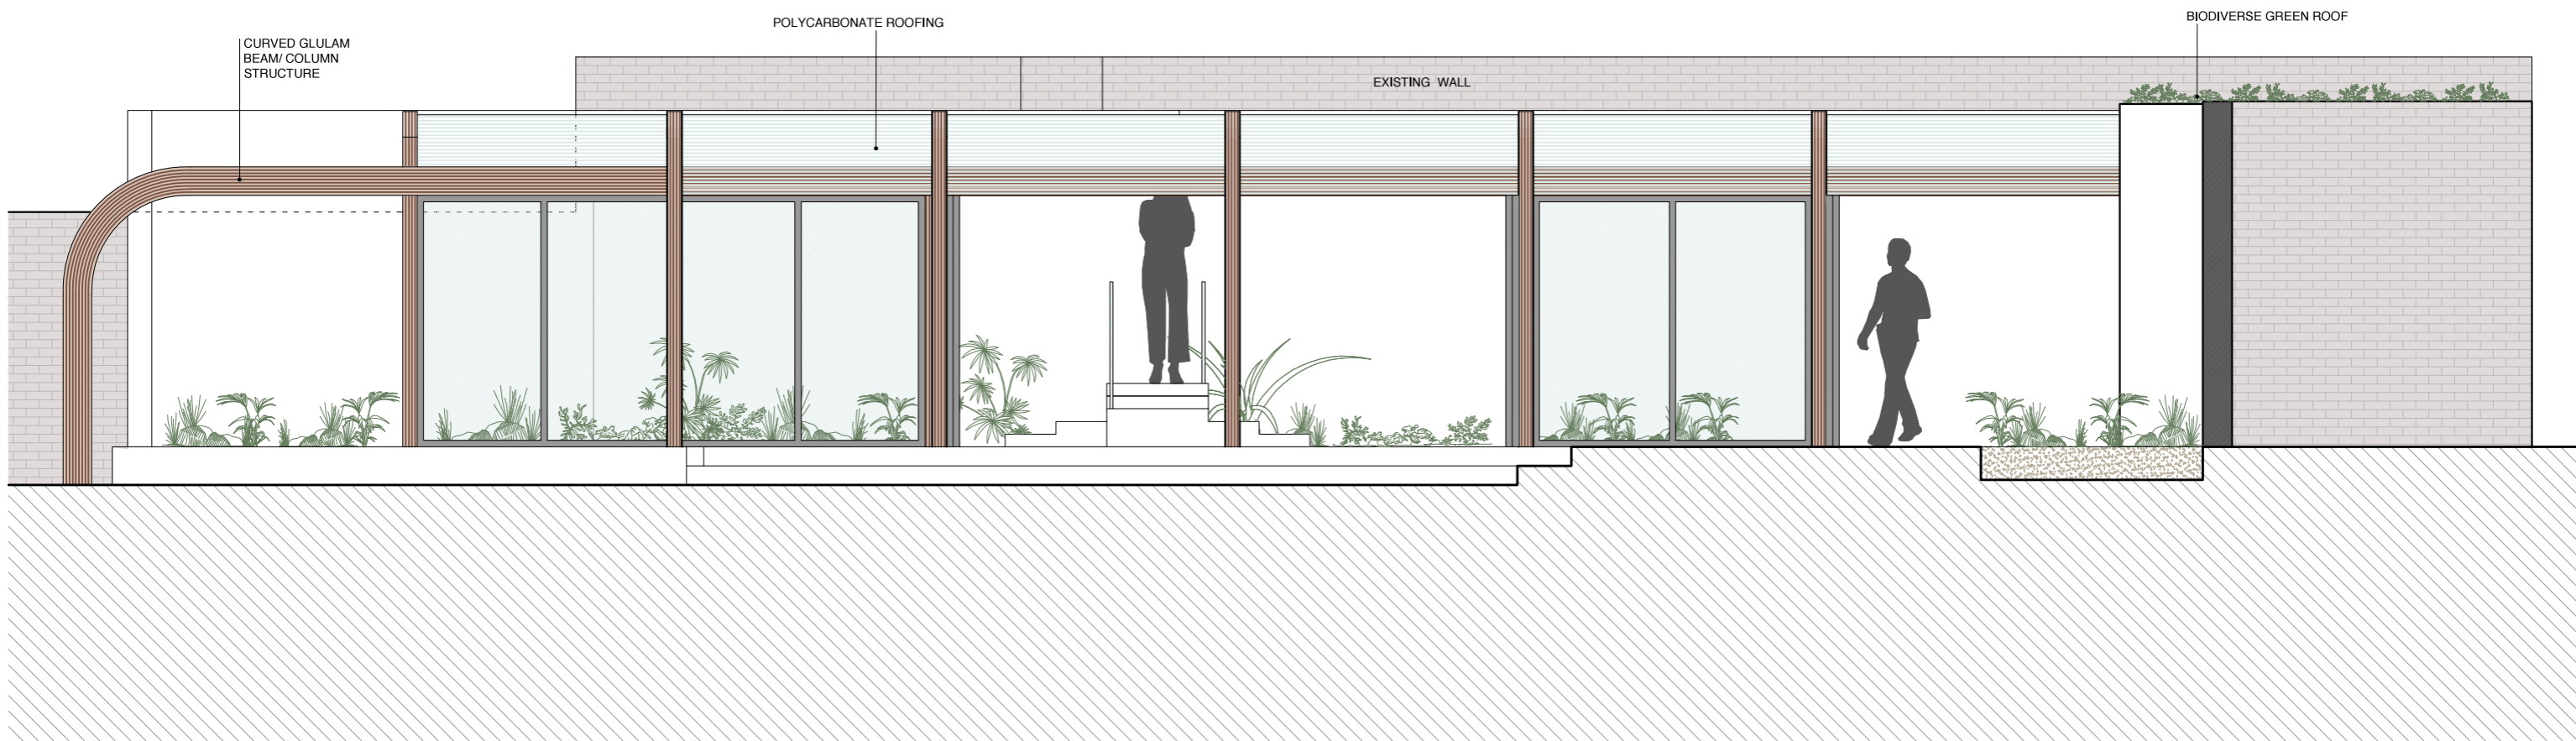 CURVED GLULAM
BEAM/ COLUMN
STRUCTURE
POLYCARBONATE ROOFING
EXISTING WALL
BIODIVERSE GREEN ROOF